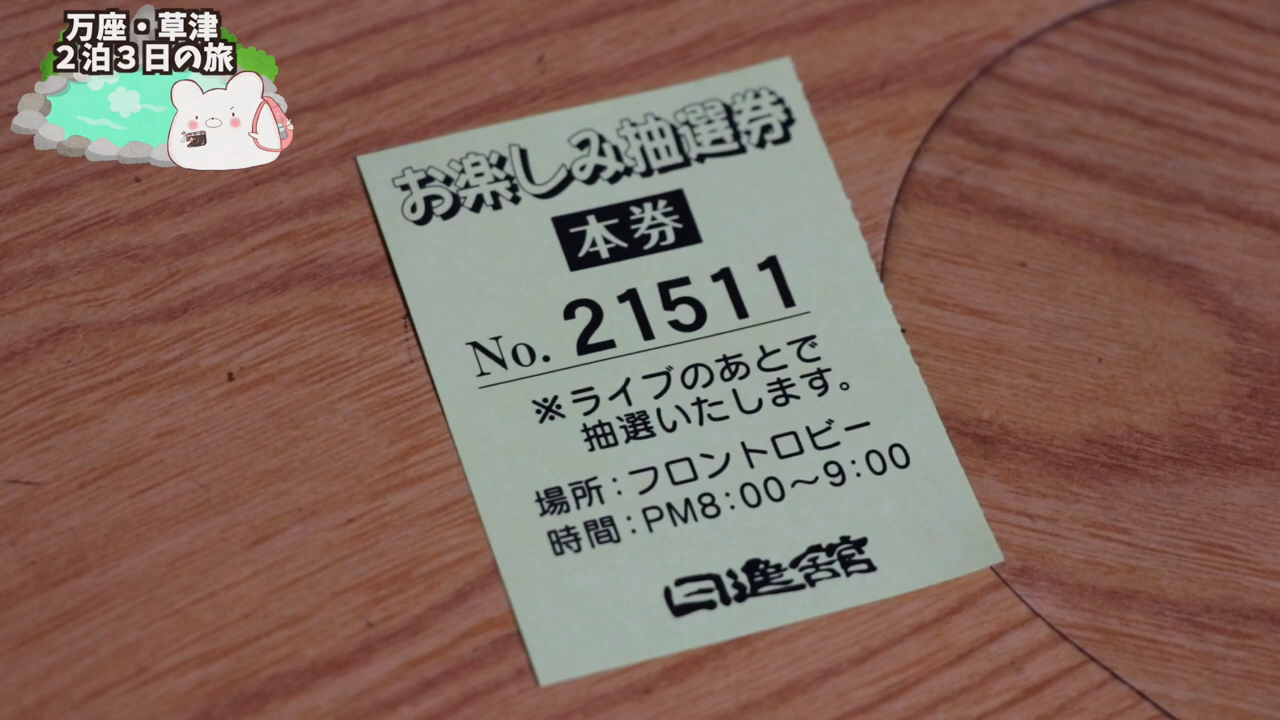 万座・草津
２泊３日の旅
お楽しみ抽選券
本券
No. 21511
※ライブのあとで
抽選いたします。
場所：フロントロビー
時間：PM8：00〜9：00
日進舘